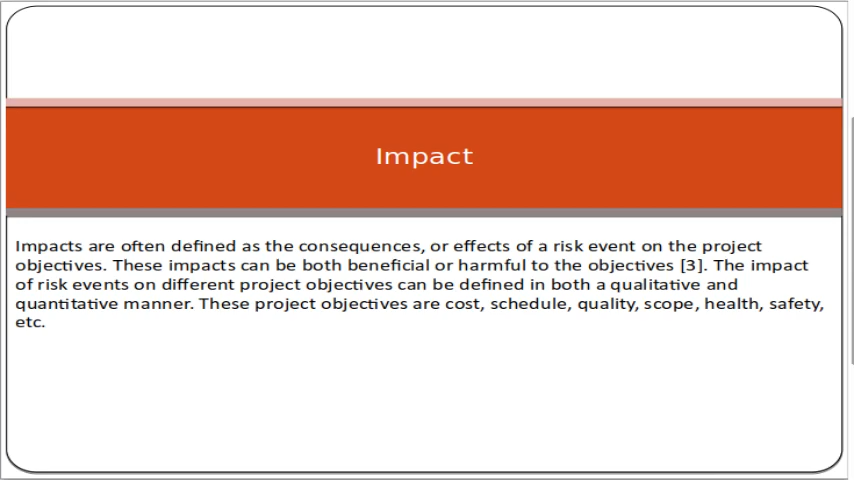 Impact
Impacts are often defined as the consequences, or effects of a risk event on the project
objectives. These impacts can be both beneficial or harmful to the objectives [3]. The impact
of risk events on different project objectives can be defined in both a qualitative and
quantitative manner. These project objectives are cost, schedule, quality, scope, health, safety,
etc.